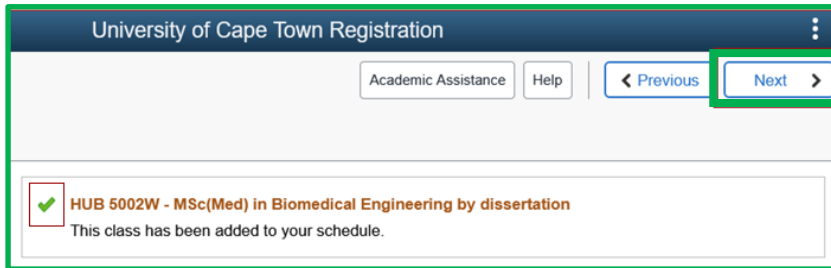 University of Cape Town Registration
Academic Assistance Help Previous Next
HUB 5002W - MSc(Med) in Biomedical Engineering by dissertation
This class has been added to your schedule.